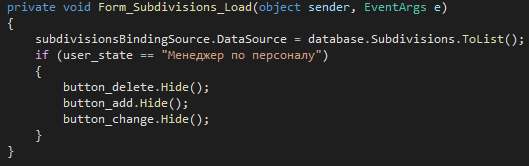 private void Form_Subdivisions_Load(object sender, EventArgs e)
{
subdivisionsBindingSource.DataSource = database.Subdivisions.ToList();
if (user_state == "Менеджер по персоналу")
{
button_delete.Hide();
button_add.Hide();
button_change.Hide();
}
}